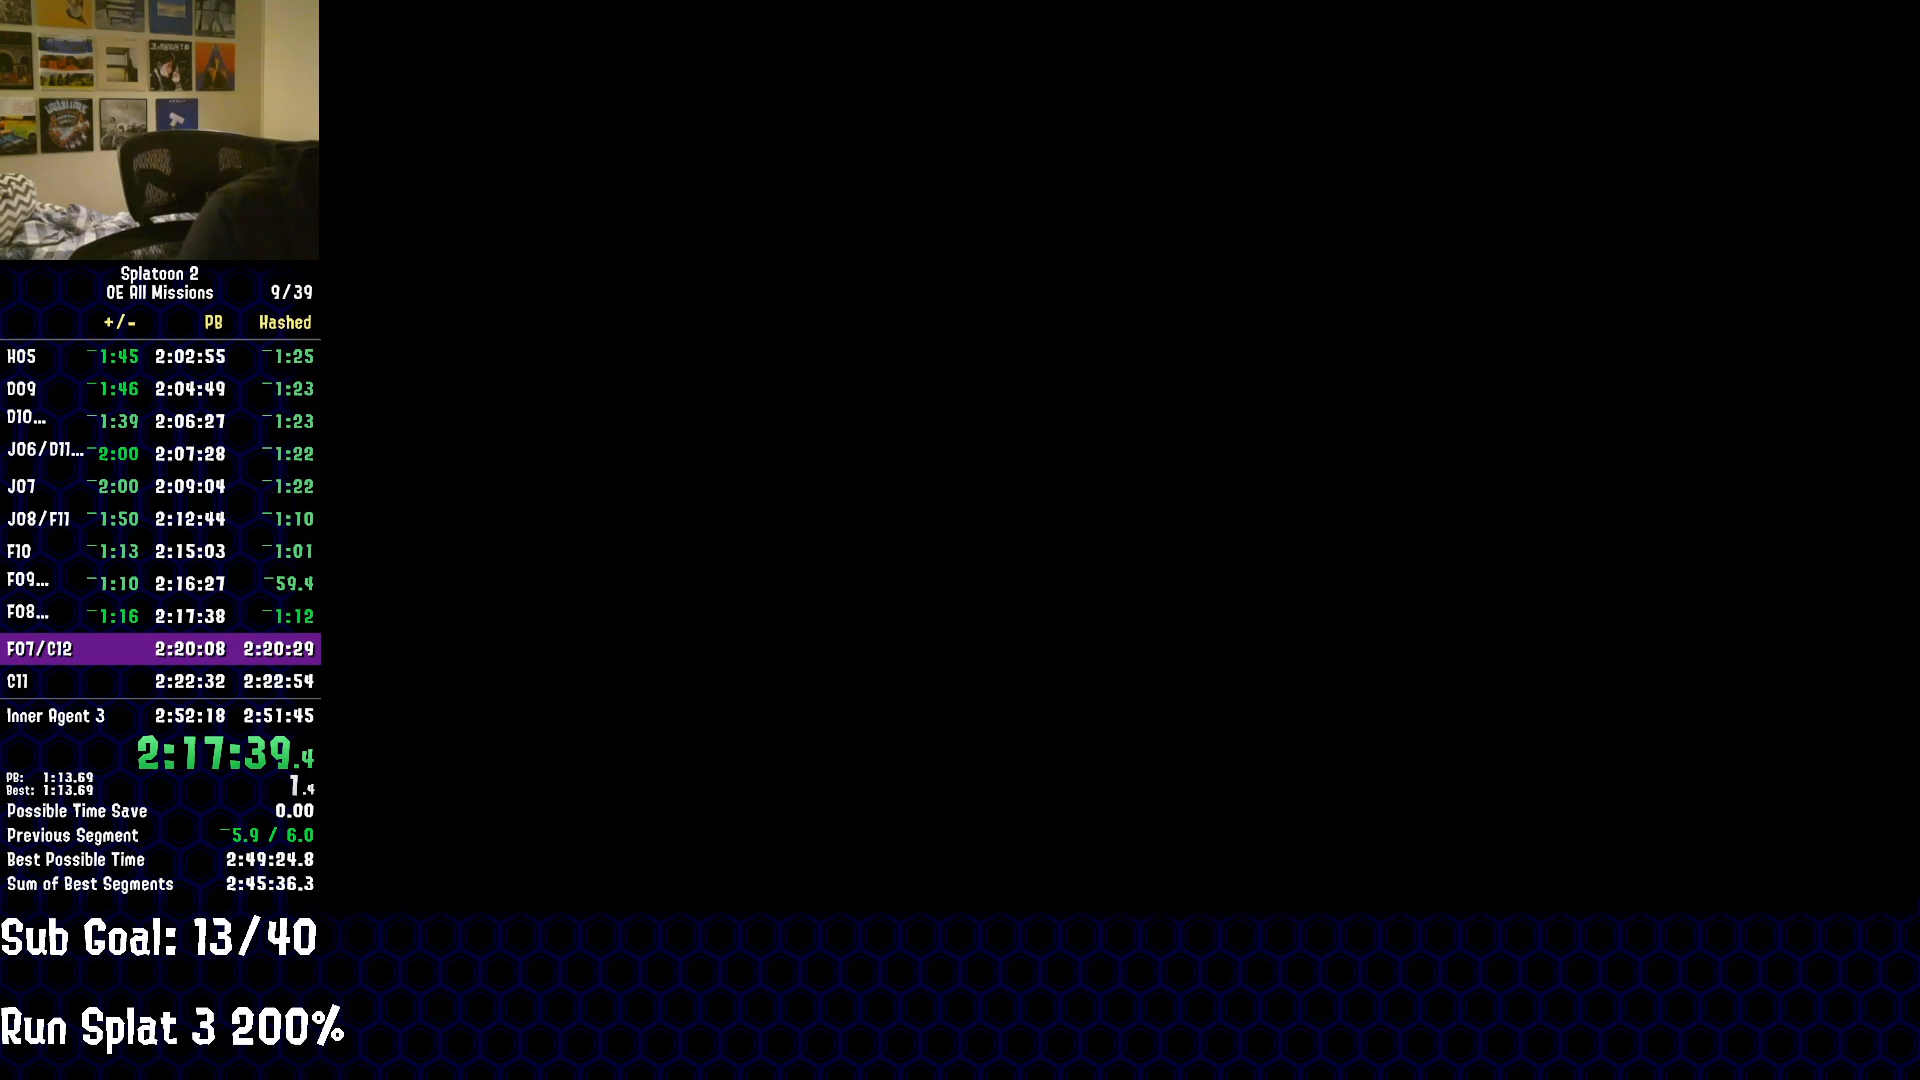 Splatoon 2
OE All Missions 9/39
+/- PB Hashed
H05 -1:45 2:02:55 -1:25
D09 -1:46 2:04:49 -1:23
D10... -1:39 2:06:27 -1:23
J06/D11... -2:00 2:07:28 -1:22
J07 -2:00 2:09:04 -1:22
J08/F11 -1:50 2:12:44 -1:10
F10 -1:13 2:15:03 -1:01
F09... -1:10 2:16:27 -59.4
F08... -1:16 2:17:38 -1:12
F07/C12 2:20:08 2:20:29
C11 2:22:32 2:22:54
Inner Agent 3 2:52:18 2:51:45
2:17:39.4
PB: 1:13.69
Best: 1:13.69
1.4
Possible Time Save 0.00
Previous Segment -5.9 / 6.0
Best Possible Time 2:49:24.8
Sum of Best Segments 2:45:36.3
Sub Goal: 13/40
Run Splat 3 200%